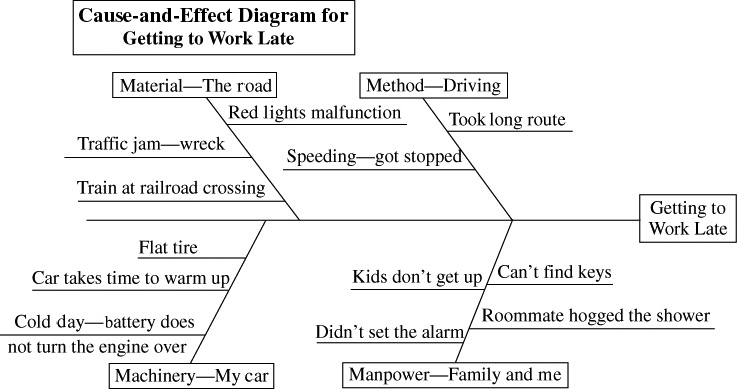 Cause-and-Effect Diagram for
Getting to Work Late
Material—The road
Method—Driving
Red lights malfunction
Took long route
Traffic jam—wreck
Speeding—got stopped
Train at railroad crossing
Getting to
Work Late
Flat tire
Car takes time to warm up
Kids don't get up
Can't find keys
Cold day—battery does
not turn the engine over
Didn't set the alarm
Roommate hogged the shower
Machinery—My car
Manpower—Family and me